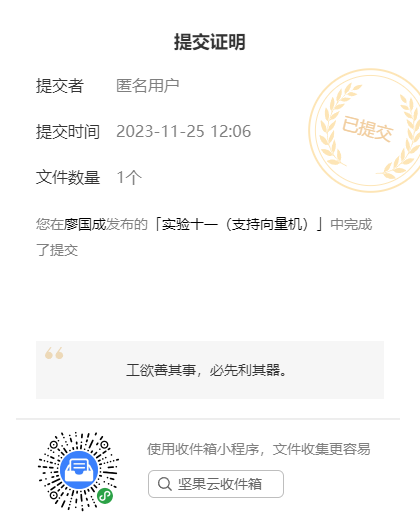 提交证明
提交者 匿名用户
提交时间 2023-11-25 12:06
文件数量 1个
已提交
您在廖国成发布的「实验十一（支持向量机）」中完成
了提交
工欲善其事，必先利其器。
使用收件箱小程序，文件收集更容易
坚果云收件箱